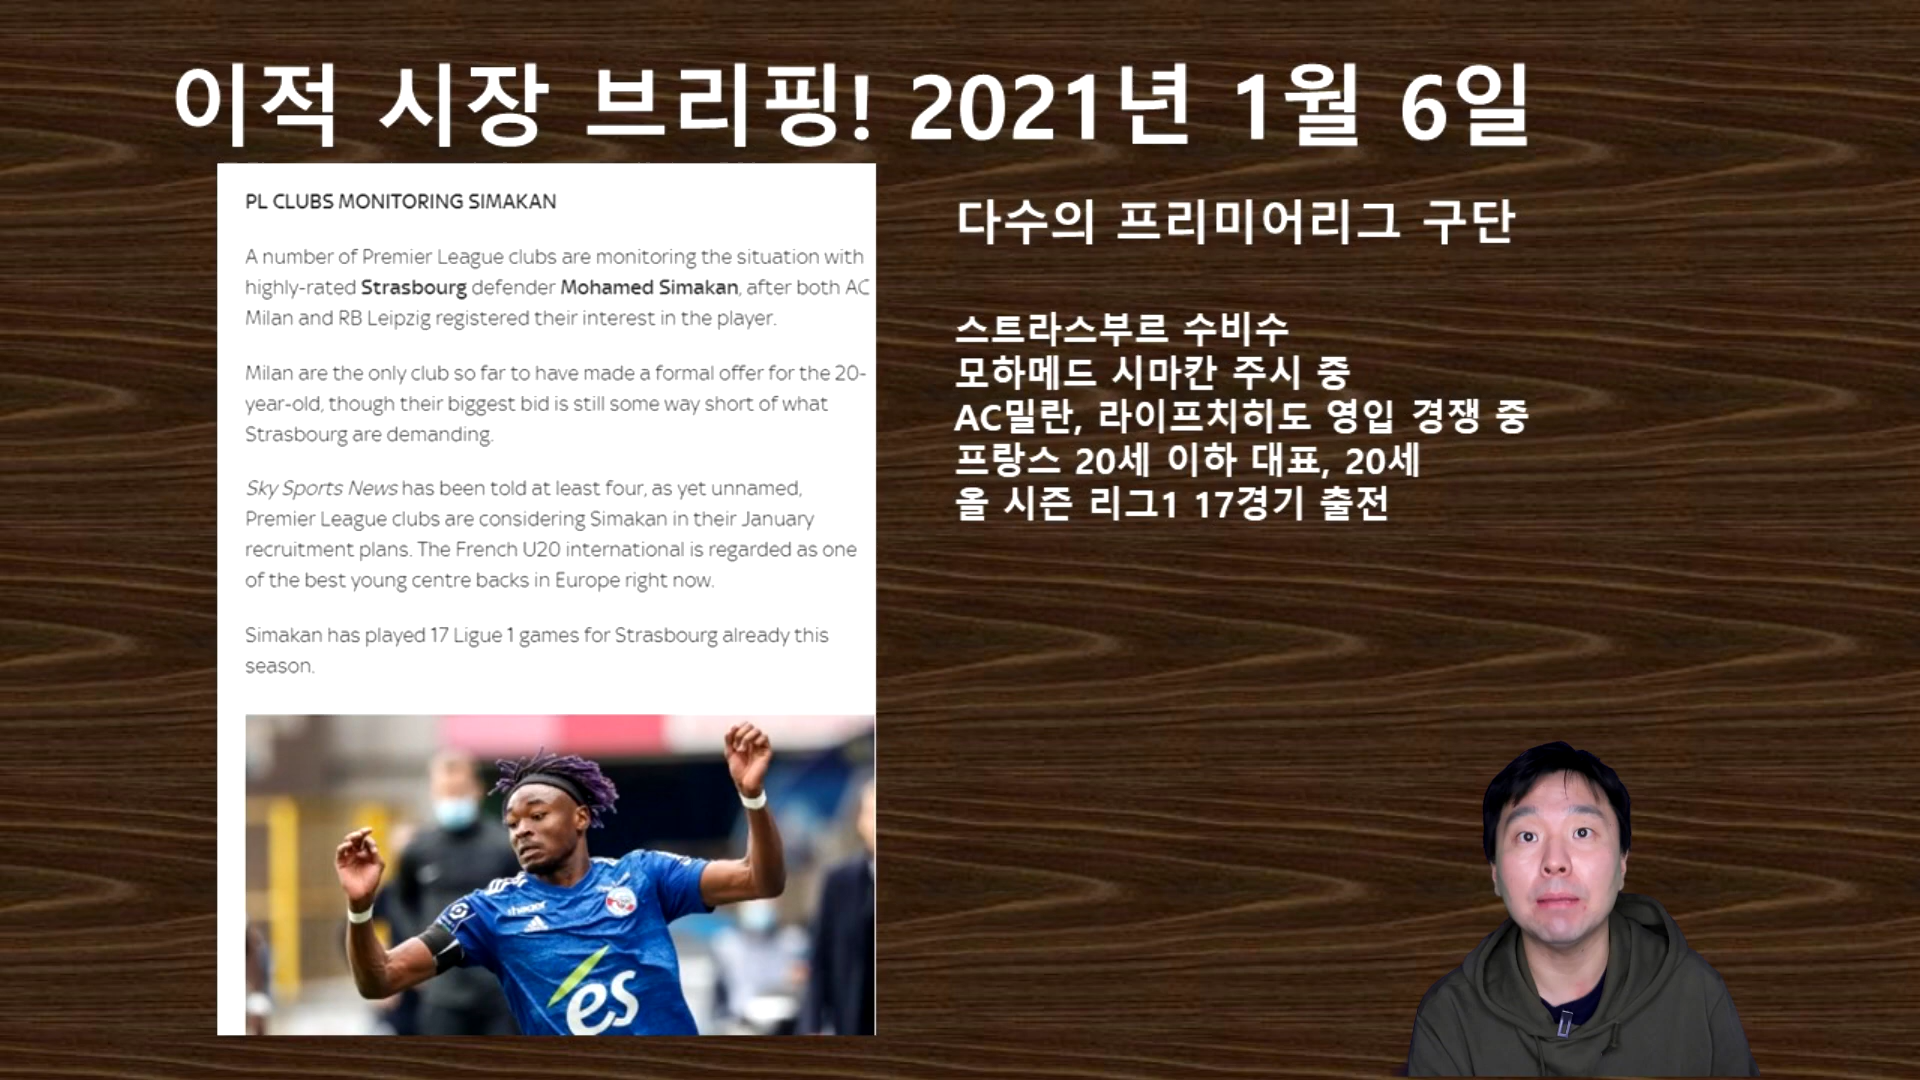 이적 시장 브리핑! 2021년 1월 6일
PL CLUBS MONITORING SIMAKAN
A number of Premier League clubs are monitoring the situation with
highly-rated Strasbourg defender Mohamed Simakan, after both AC
Milan and RB Leipzig registered their interest in the player.
Milan are the only club so far to have made a formal offer for the 20-
year-old, though their biggest bid is still some way short of what
Strasbourg are demanding.
Sky Sports News has been told at least four, as yet unnamed,
Premier League clubs are considering Simakan in their January
recruitment plans. The French U20 international is regarded as one
of the best young centre backs in Europe right now.
Simakan has played 17 Ligue 1 games for Strasbourg already this
season.
hager
és
다수의 프리미어리그 구단
스트라스부르 수비수
모하메드 시마칸 주시 중
AC밀란, 라이프치히도 영입 경쟁 중
프랑스 20세 이하 대표, 20세
올 시즌 리그1 17경기 출전